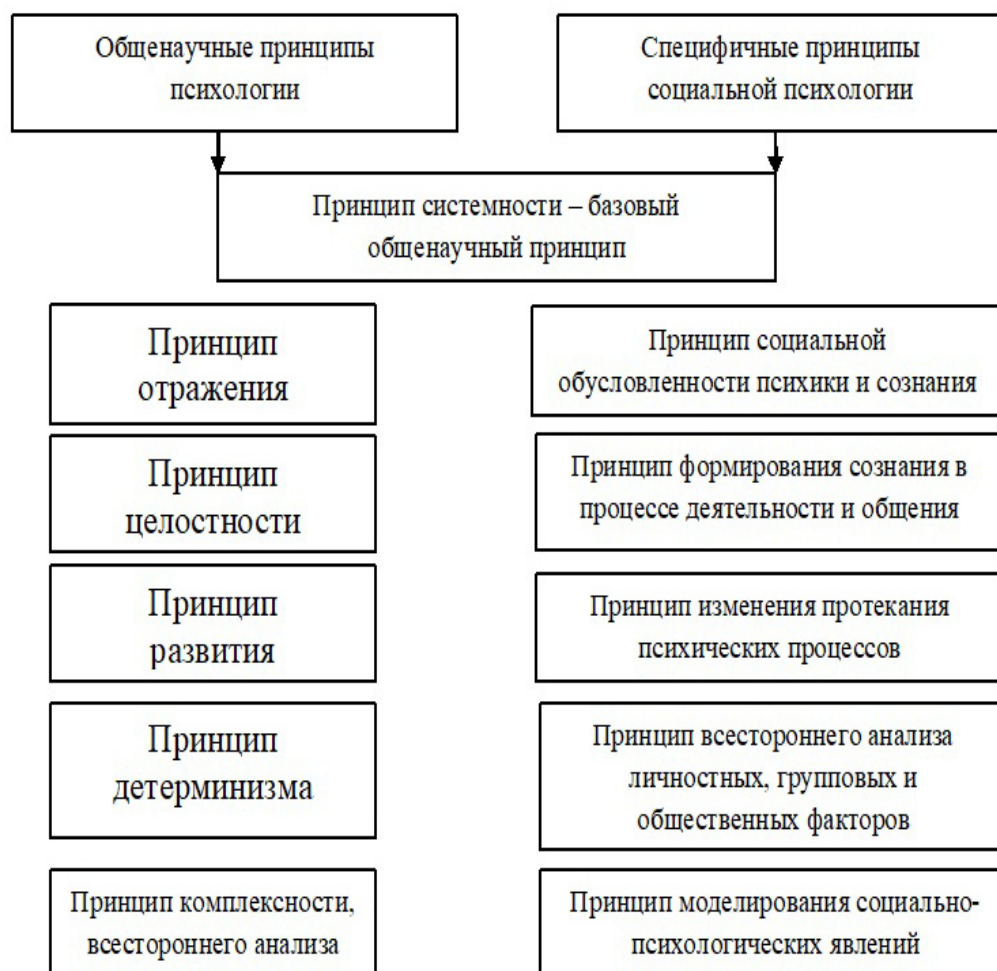 Общенаучные принципы
психологии
Специфичные принципы
социальной психологии
Принцип системности – базовый
общенаучный принцип
Принцип
отражения
Принцип социальной
обусловленности психики и сознания
Принцип
целостности
Принцип формирования сознания в
процессе деятельности и общения
Принцип
развития
Принцип изменения протекания
психических процессов
Принцип
детерминизма
Принцип всестороннего анализа
личностных, групповых и
общественных факторов
Принцип комплексности,
всестороннего анализа
Принцип моделирования социально-
психологических явлений